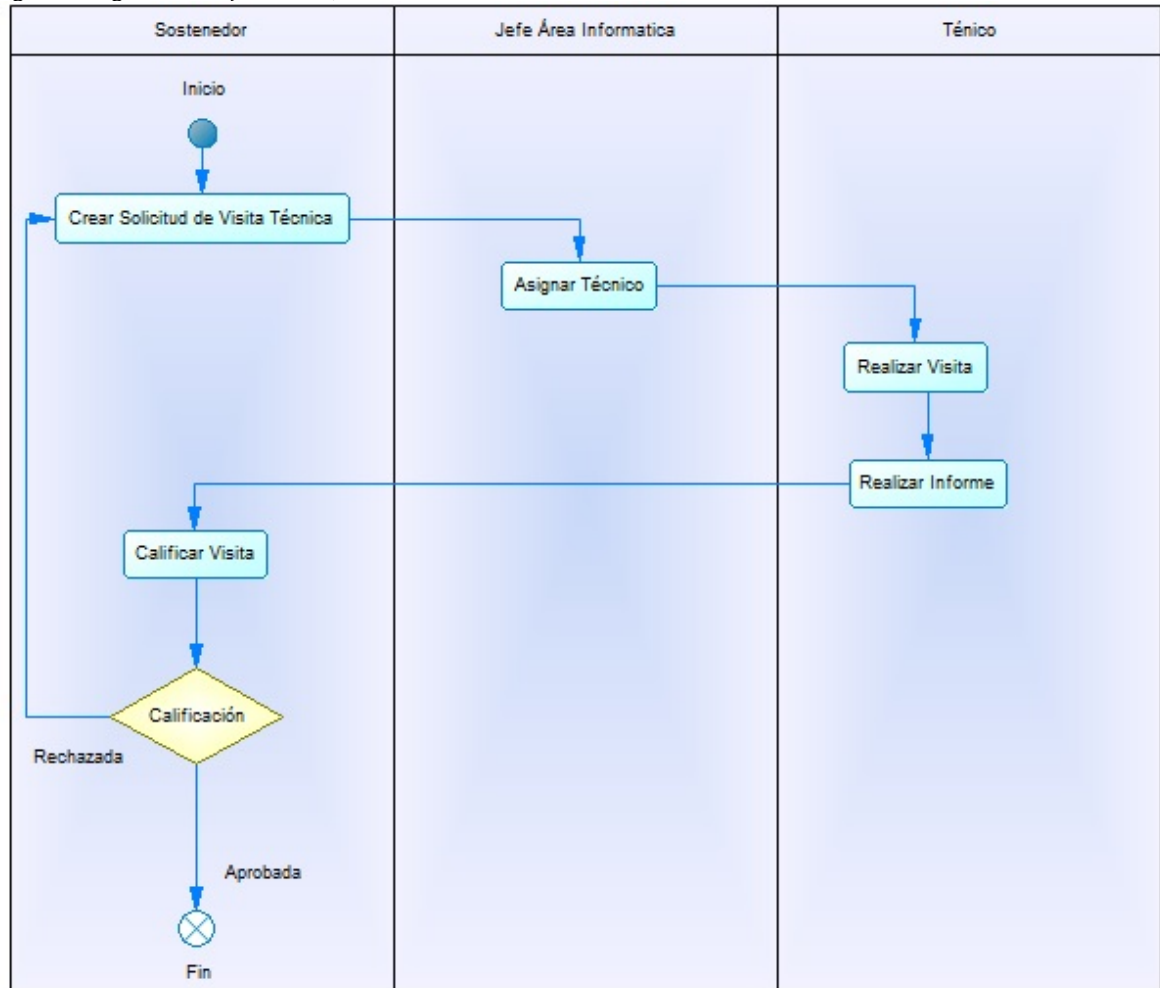 Sostenedor
Jefe Área Informatica
Ténico
Inicio
Crear Solicitud de Visita Técnica
Asignar Técnico
Realizar Visita
Realizar Informe
Calificar Visita
Calificación
Rechazada
Aprobada
Fin